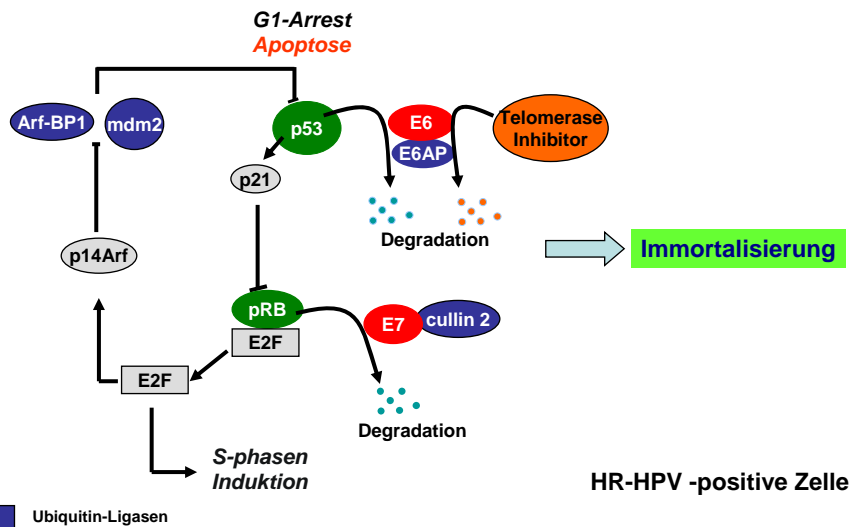 G1-Arrest
Apoptose
Arf-BP1
mdm2
p53
E6
E6AP
Telomerase
Inhibitor
p21
Degradation
Immortalisierung
p14Arf
pRB
E2F
E7
cullin 2
E2F
Degradation
S-phasen
Induktion
HR-HPV -positive Zelle
Ubiquitin-Ligasen